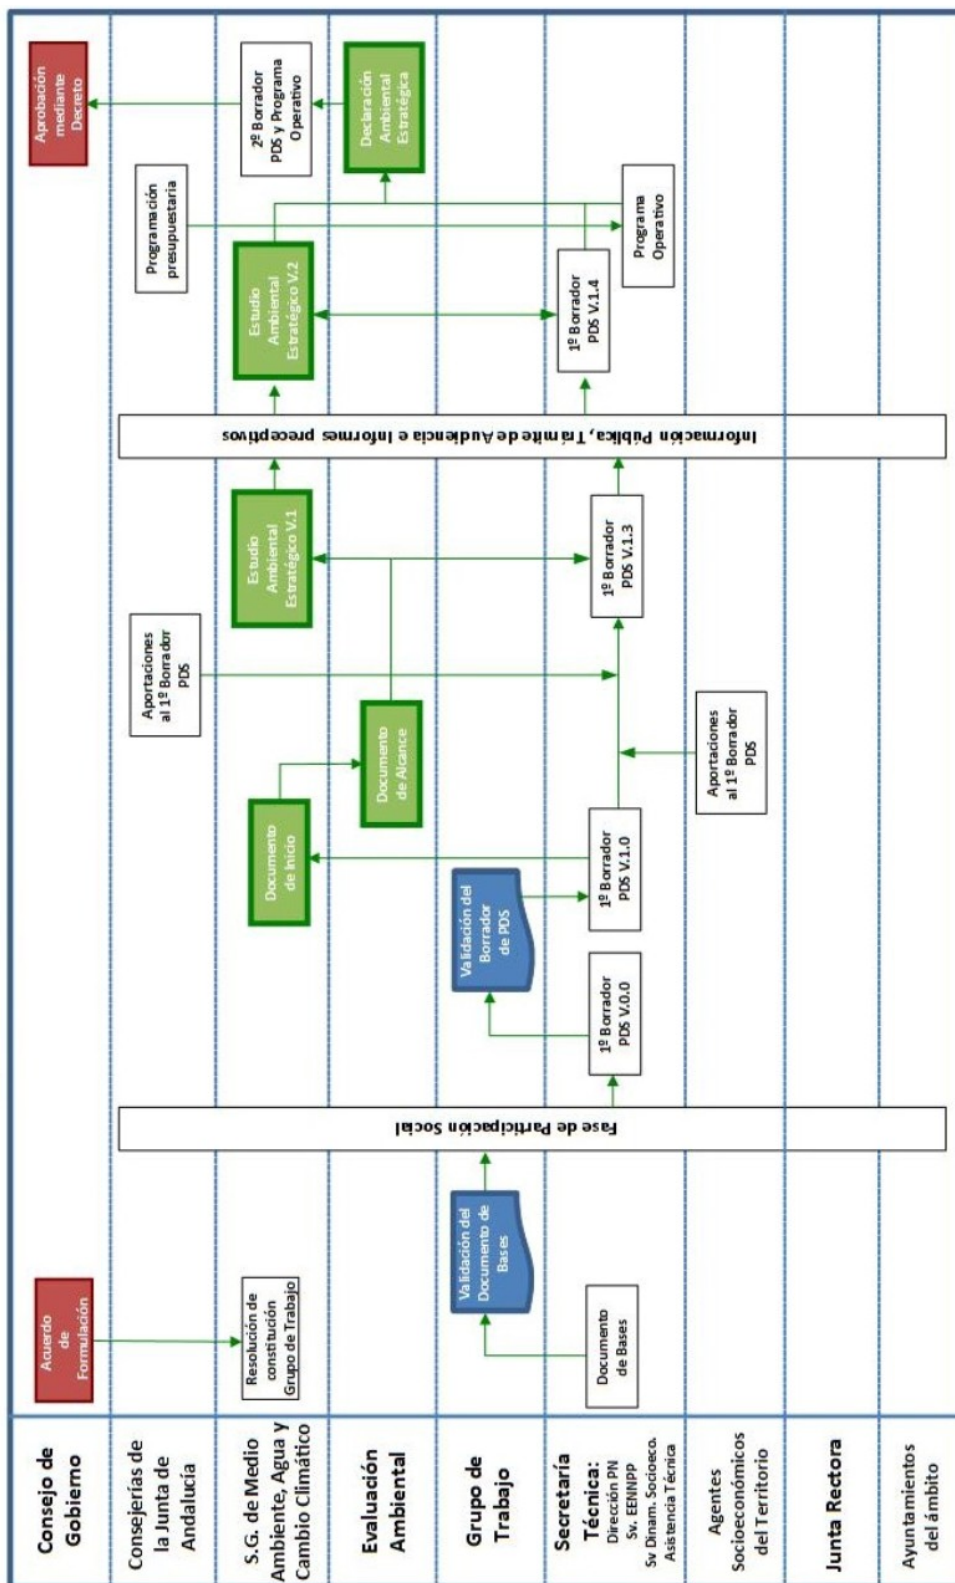 Consejo de
Gobierno
Acuerdo
de
Formulación
Aprobación
mediante
Decreto
Consejerías de
la Junta de
Andalucía
Aportaciones
al 1º Borrador
PDS
Programación
presupuestaria
S.G. de Medio
Ambiente, Agua y
Cambio Climático
Resolución de
constitución
Grupo de Trabajo
Documento
de Inicio
Estudio
Ambiental
Estratégico V.1
Estudio
Ambiental
Estratégico V.2
2º Borrador
PDS y Programa
Operativo
Evaluación
Ambiental
Documento
de Alcance
Declaración
Ambiental
Estratégica
Grupo de
Trabajo
Validación del
Documento de
Bases
Fase de Participación Social
Validación del
Borrador
de PDS
Información Pública, Trámite de Audiencia e Informes preceptivos
Secretaría
Técnica:
Dirección PN
Sv. EENNPP
Sv Dinam. Socioeco.
Asistencia Técnica
Documento
de Bases
1º Borrador
PDS V.0.0
1º Borrador
PDS V.1.0
1º Borrador
PDS V.1.3
1º Borrador
PDS V.1.4
Programa
Operativo
Agentes
Socioeconómicos
del Territorio
Aportaciones
al 1º Borrador
PDS
Junta Rectora
Ayuntamientos
del ámbito